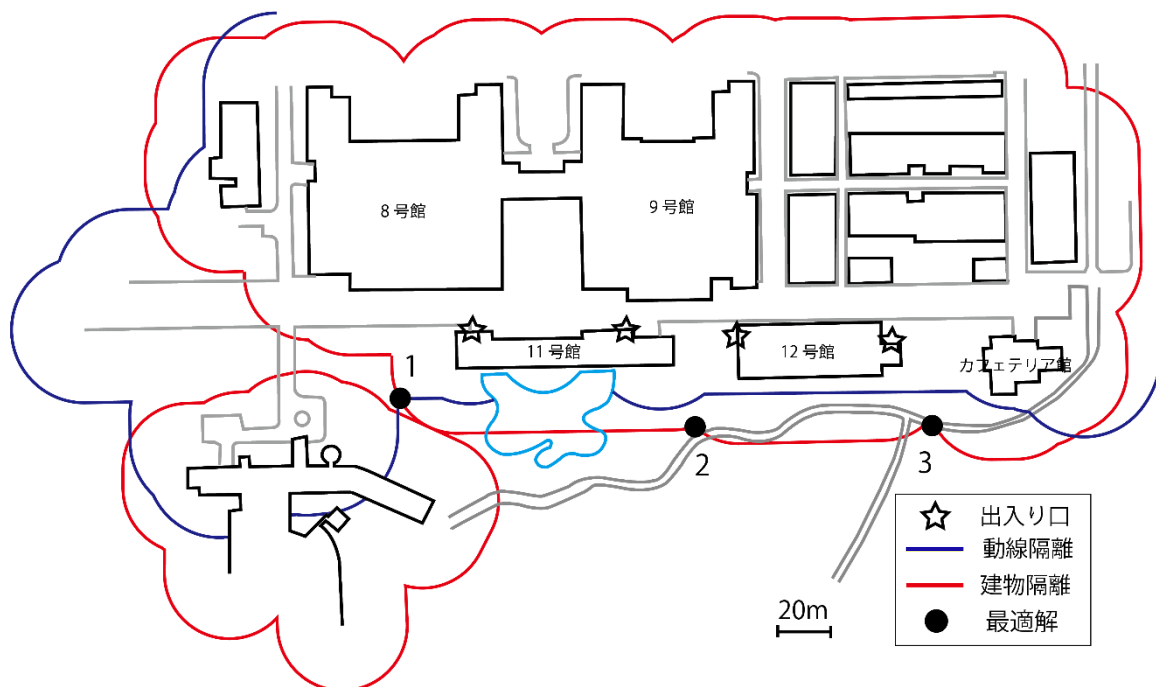 8 号館
9 号館
11 号館
12 号館
カフェテリア館
1
2
3
出入り口
動線隔離
建物隔離
最適解
20m